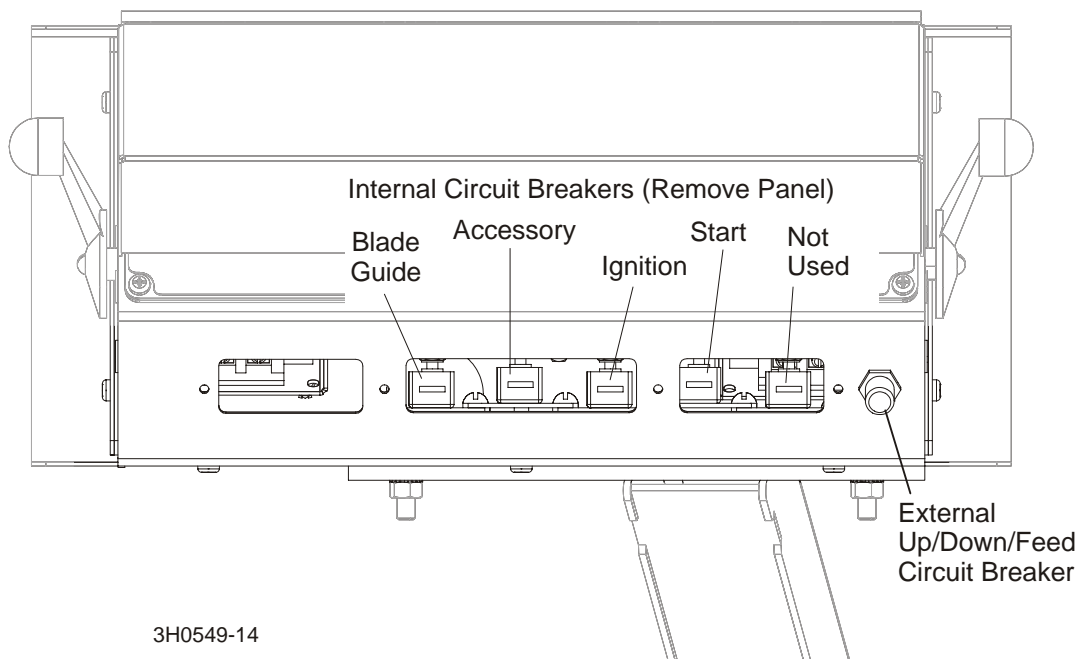 Internal Circuit Breakers (Remove Panel)
Blade
Guide
Accessory
Ignition
Start
Not
Used
External
Up/Down/Feed
Circuit Breaker
3H0549-14